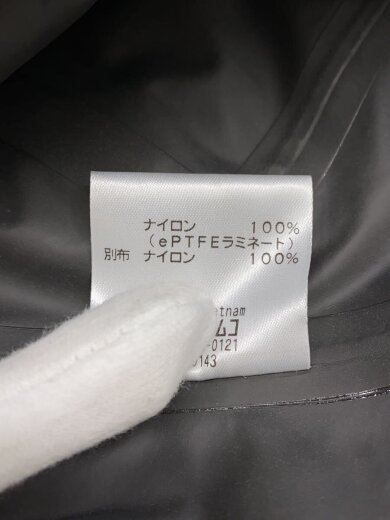 ナイロン 100%
(ePTFEラミネート)
別布 ナイロン 100%
tnam
ムコ
-0121
143